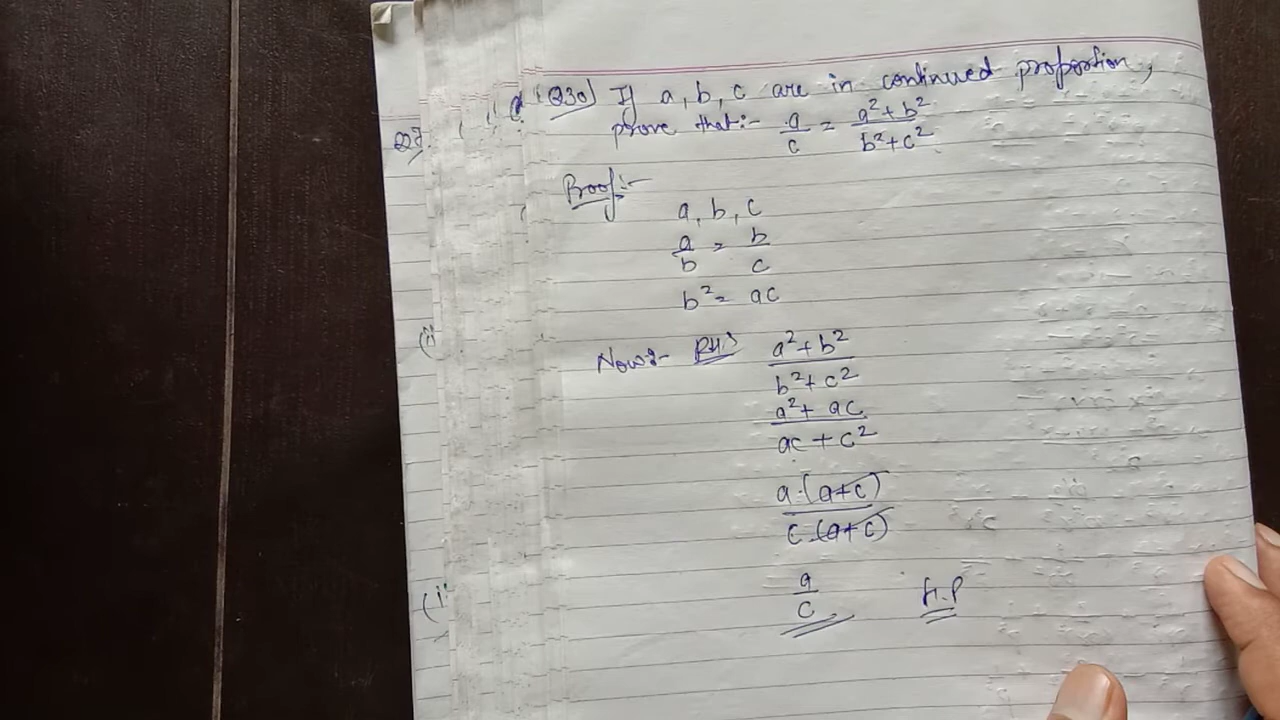 Q30) If a, b, c are in continued proportion,
prove that:- a/c = a²+b²/b²+c²
Q27.
Proof:-
a, b, c
a/b = b/c
b² = ac
(i)
Now:- RHS a²+b²/b²+c²
a²+ac/ac+c²
a.(a+c)/c.(a+c)
a/c H.P